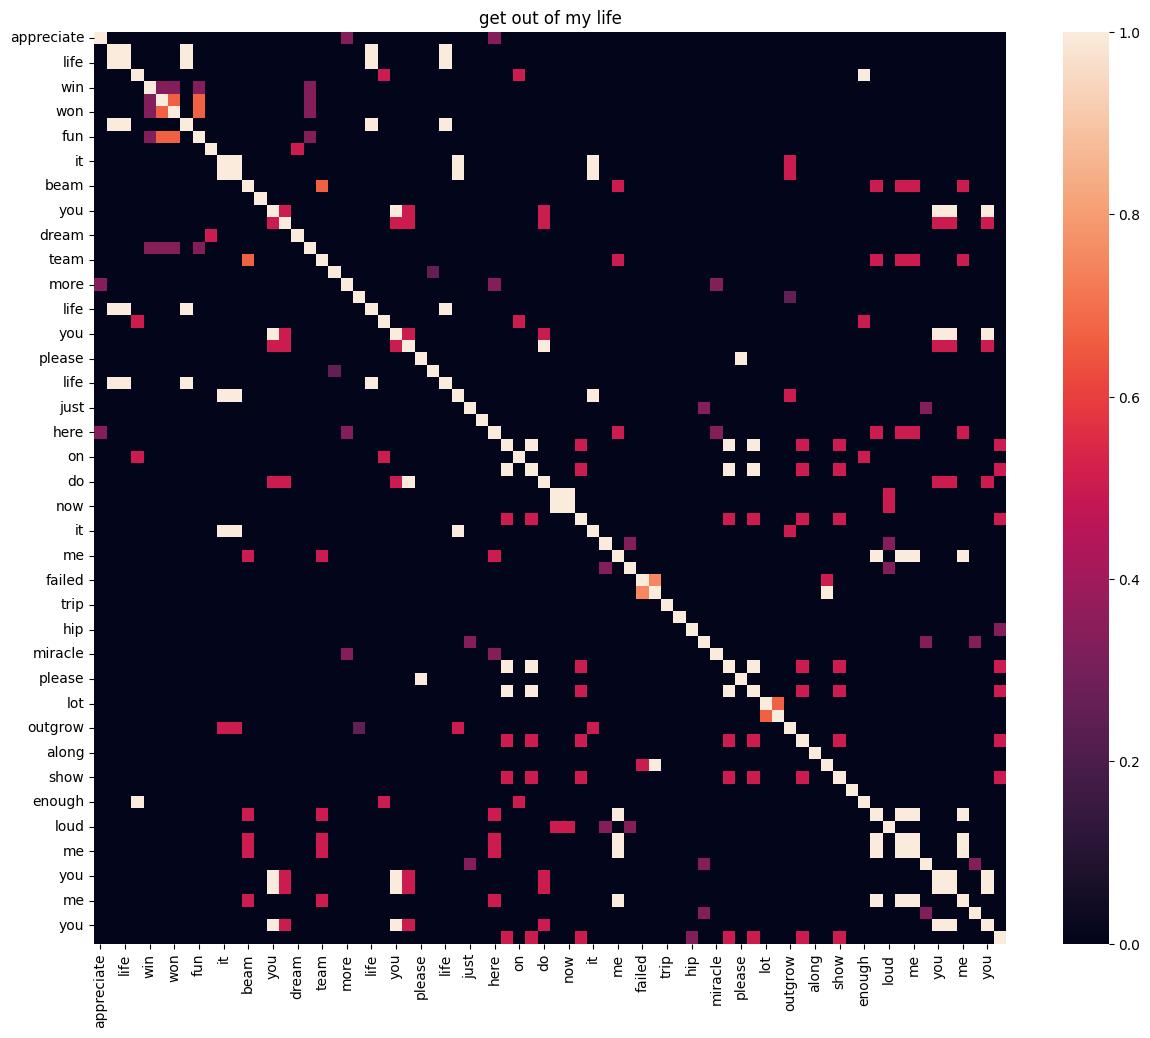 get out of my life
appreciate
life
win
won
fun
it
beam
you
dream
team
more
life
you
please
life
just
here
on
do
now
it
me
failed
trip
hip
miracle
please
lot
outgrow
along
show
enough
loud
me
you
me
you
1.0
0.8
0.6
0.4
0.2
0.0
appreciate
life
win
won
fun
it
beam
you
dream
team
more
life
you
please
life
just
here
on
do
now
it
me
failed
trip
hip
miracle
please
lot
outgrow
along
show
enough
loud
me
you
me
you